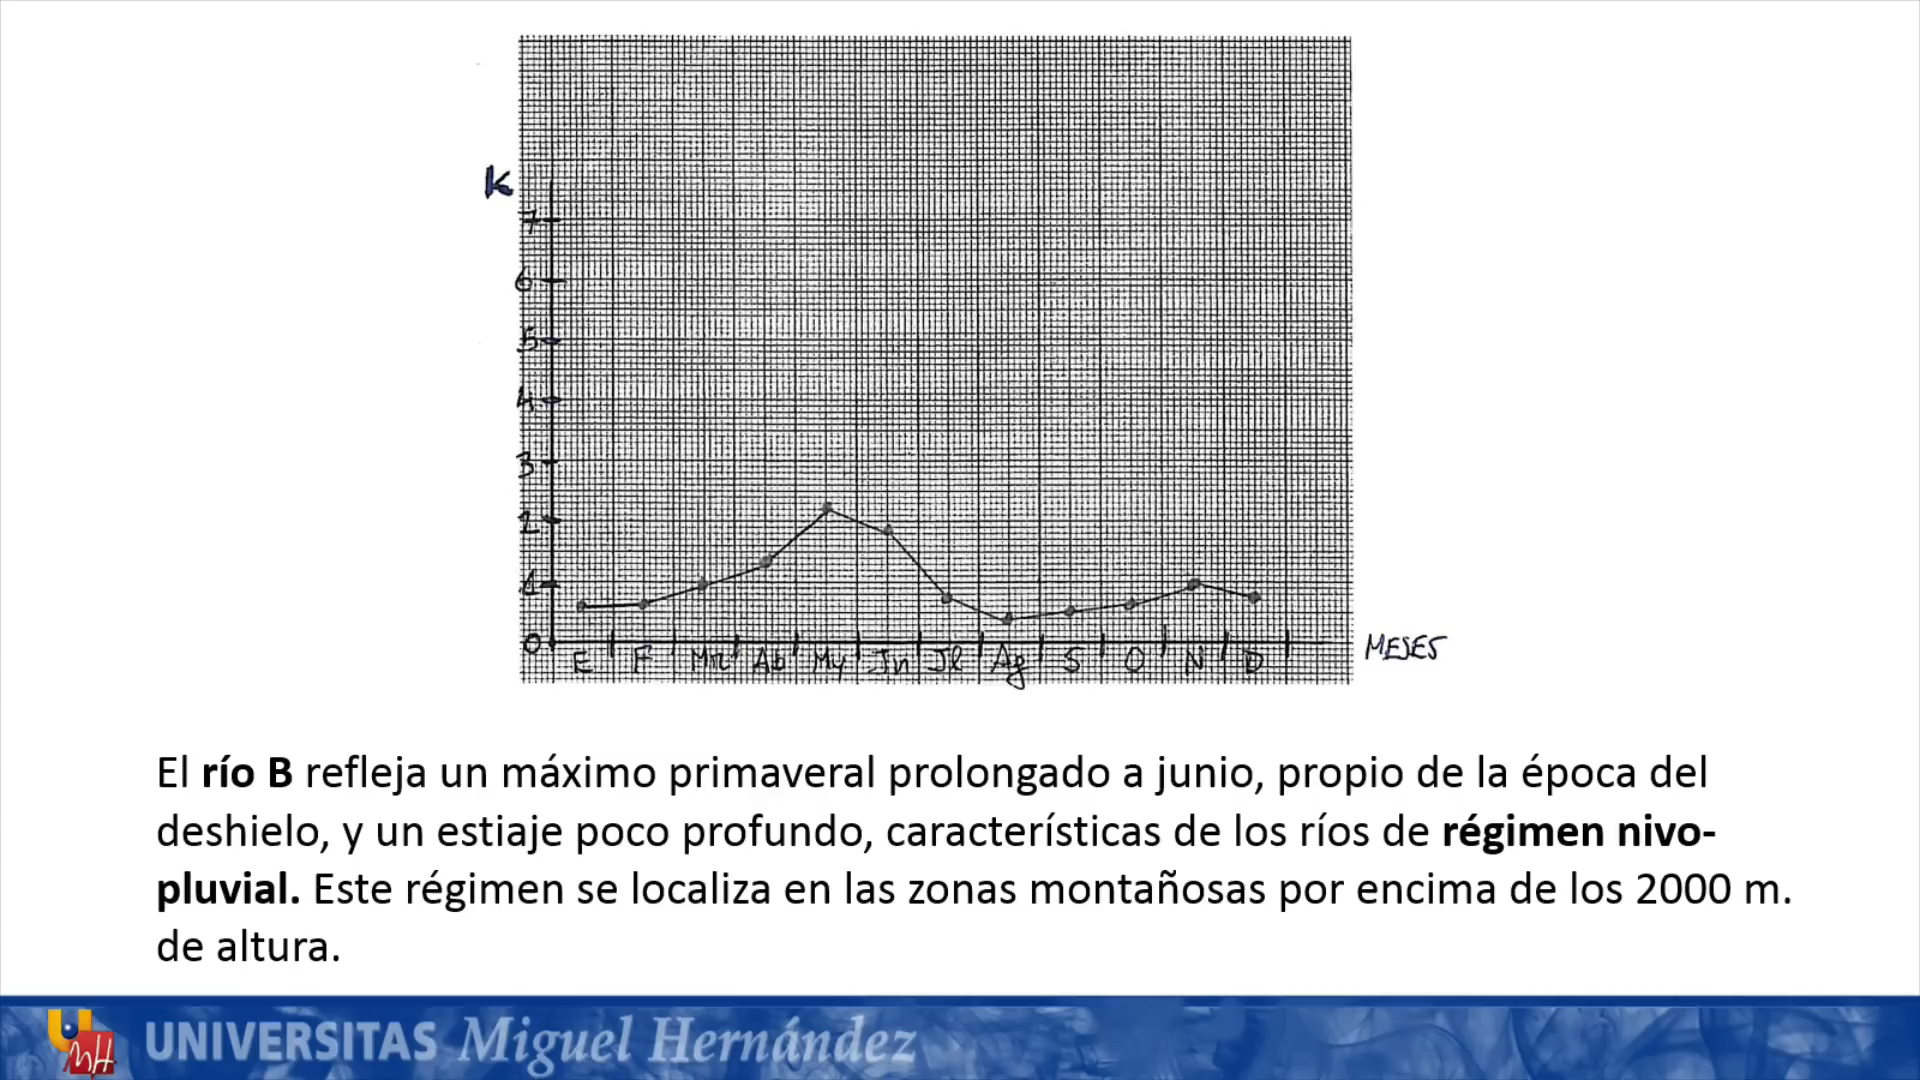 K
7
6
5
4
3
2
1
0
E F Mr Ab My Jn Jl Ag S O N D
MESES
El río B refleja un máximo primaveral prolongado a junio, propio de la época del
deshielo, y un estiaje poco profundo, características de los ríos de régimen nivo-
pluvial. Este régimen se localiza en las zonas montañosas por encima de los 2000 m.
de altura.
UNIVERSITAS Miguel Hernández